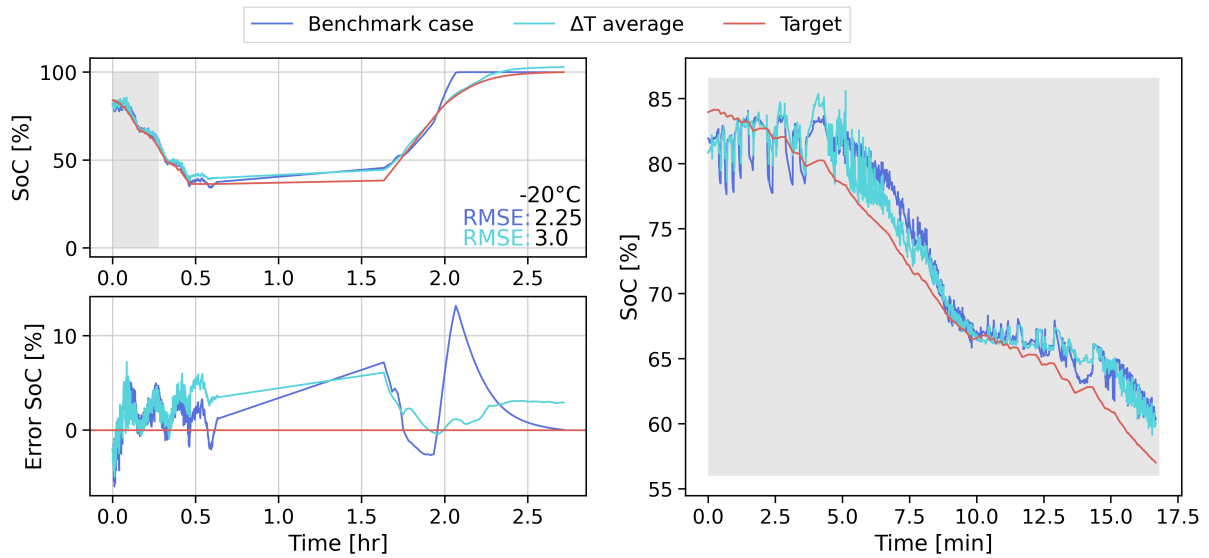 Benchmark case ΔT average Target
SoC [%]
100
50
0
-20°C
RMSE: 2.25
RMSE: 3.0
0.0 0.5 1.0 1.5 2.0 2.5
Error SoC [%]
10
0
0.0 0.5 1.0 1.5 2.0 2.5
Time [hr]
SoC [%]
85
80
75
70
65
60
55
0.0 2.5 5.0 7.5 10.0 12.5 15.0 17.5
Time [min]